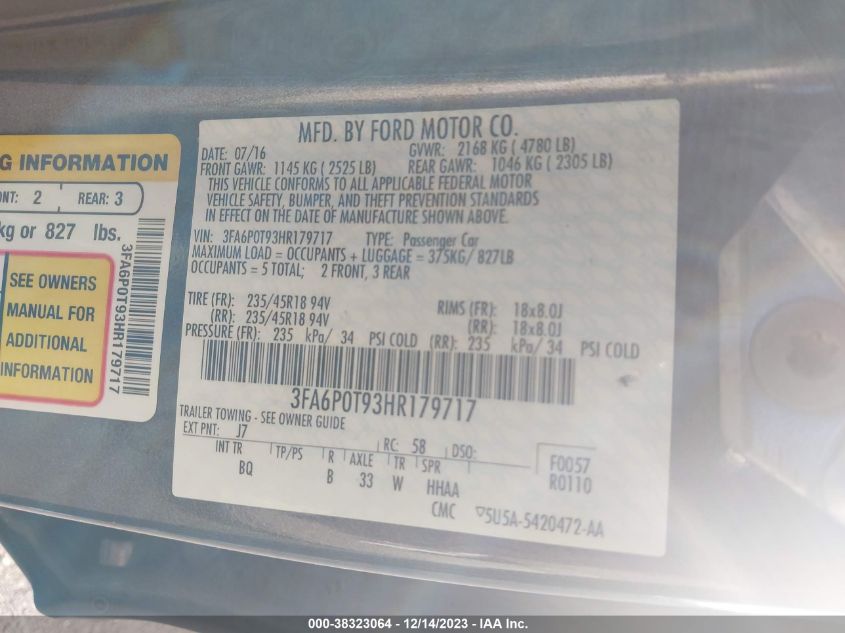 G INFORMATION
NT: 2 REAR: 3
kg or 827 lbs.
SEE OWNERS
MANUAL FOR
ADDITIONAL
INFORMATION
3FA6P0T93HR179717
MFD. BY FORD MOTOR CO.
DATE: 07/16 GVWR: 2168 KG ( 4780 LB)
FRONT GAWR: 1145 KG ( 2525 LB) REAR GAWR: 1046 KG ( 2305 LB)
THIS VEHICLE CONFORMS TO ALL APPLICABLE FEDERAL MOTOR
VEHICLE SAFETY, BUMPER, AND THEFT PREVENTION STANDARDS
IN EFFECT ON THE DATE OF MANUFACTURE SHOWN ABOVE.
VIN: 3FA6P0T93HR179717 TYPE: Passenger Car
MAXIMUM LOAD = OCCUPANTS + LUGGAGE = 375KG/ 827LB
OCCUPANTS = 5 TOTAL; 2 FRONT, 3 REAR
TIRE (FR): 235/45R18 94V RIMS (FR): 18x8.0J
(RR): 235/45R18 94V (RR): 18x8.0J
PRESSURE (FR): 235 kPa/ 34 PSI COLD (RR): 235 kPa/ 34 PSI COLD
3FA6P0T93HR179717
TRAILER TOWING - SEE OWNER GUIDE
EXT PNT: J7 RC: 58 DSO: F0057
INT TR TP/PS R AXLE TR SPR R0110
BQ B 33 W HHAA
CMC ▽5U5A-5420472-AA
000-38323064 - 12/14/2023 - IAA Inc.